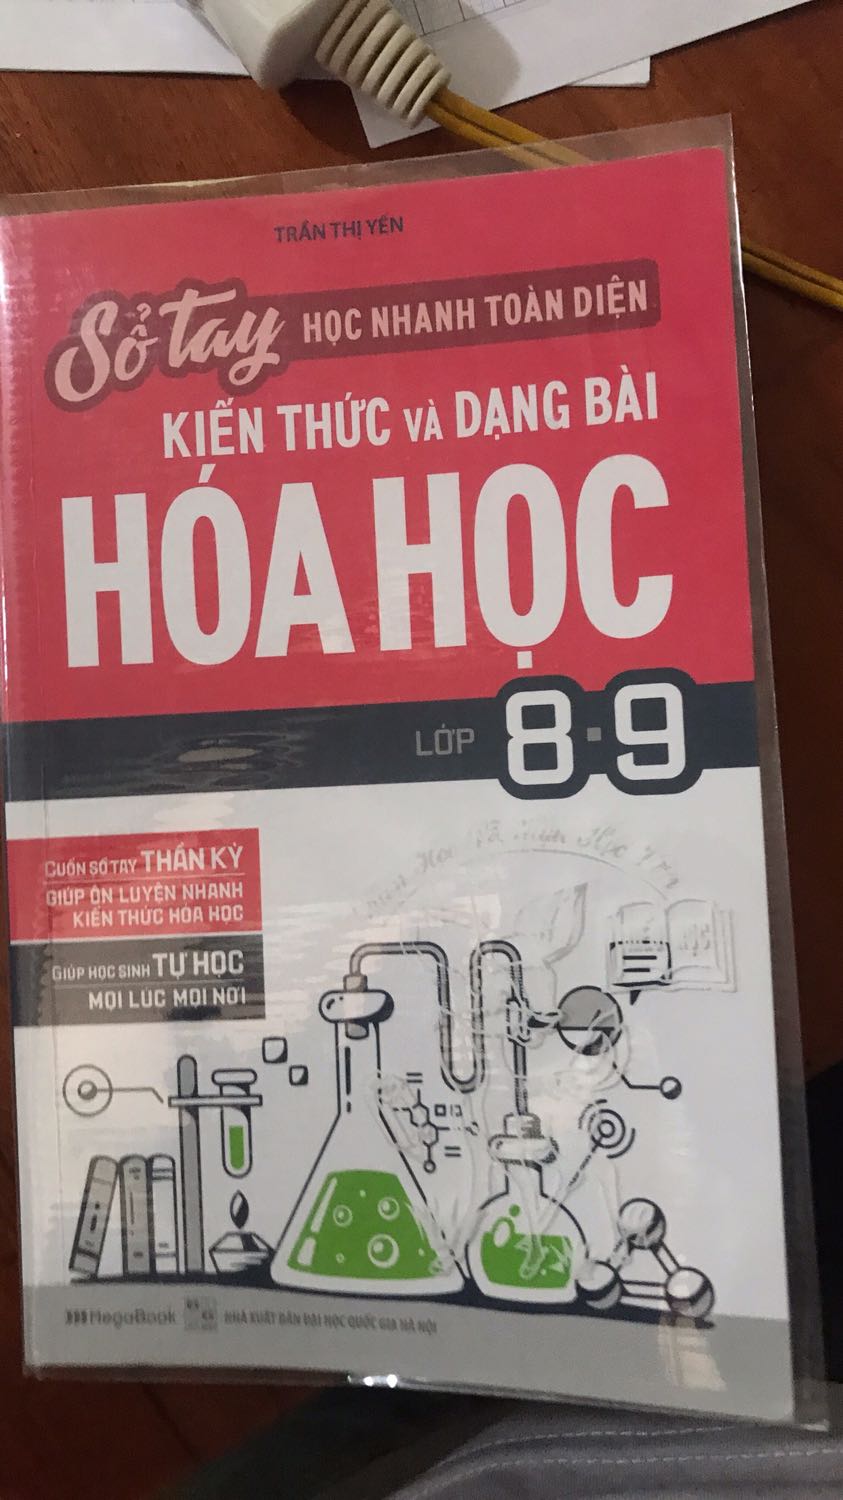 TRẦN THỊ YẾN
Sổ tay HỌC NHANH TOÀN DIỆN
KIẾN THỨC VÀ DẠNG BÀI
HÓA HỌC
LỚP 8·9
CUỐN SỔ TAY THẦN KỲ
GIÚP ÔN LUYỆN NHANH
KIẾN THỨC HÓA HỌC
GIÚP HỌC SINH TỰ HỌC
MỌI LÚC MỌI NƠI
MegaBook NHÀ XUẤT BẢN ĐẠI HỌC QUỐC GIA HÀ NỘI